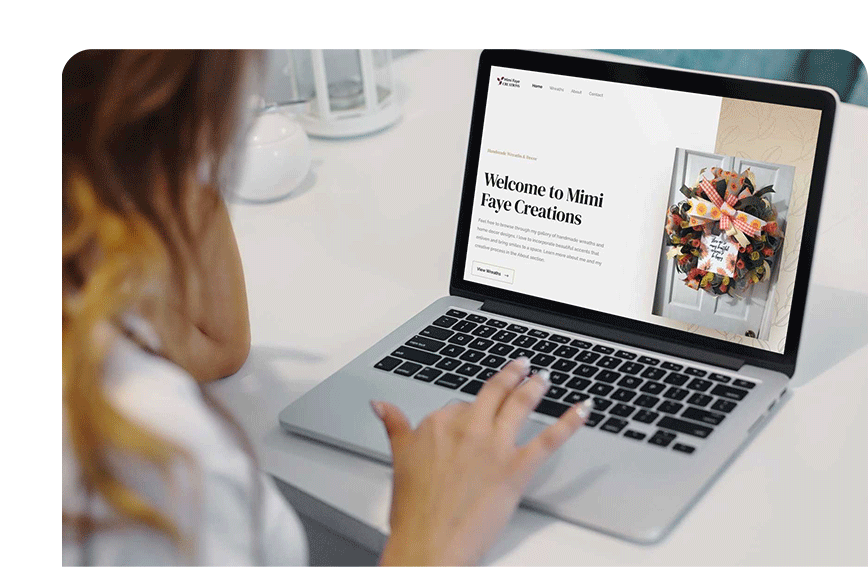 Mimi Faye
CREATIONS
Home Wreaths About Contact
Handmade Wreaths & Decor
Welcome to Mimi
Faye Creations
Feel free to browse through my gallery of handmade wreaths and
home decor designs. I love to incorporate beautiful accents that
enliven and bring smiles to a space. Learn more about me and my
creative process in the About section.
View Wreaths →